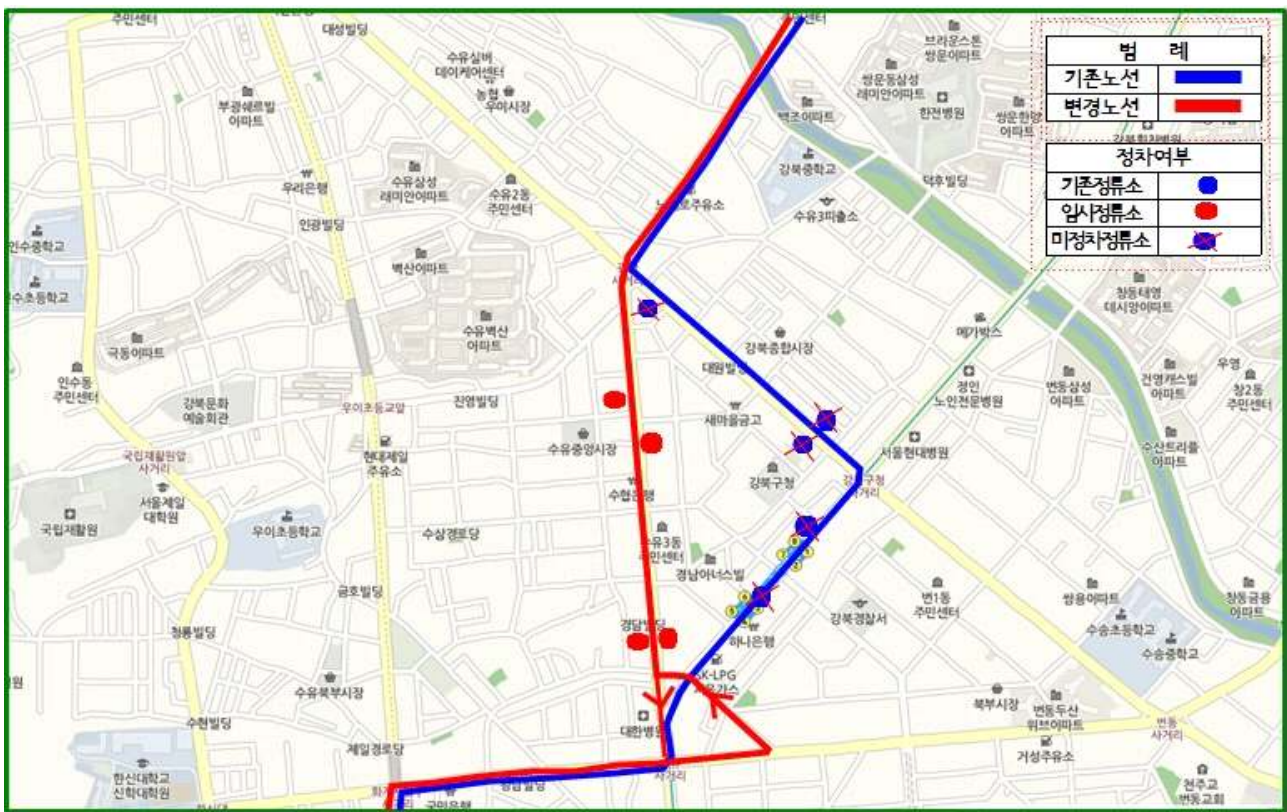 주민센터
대성빌딩
수유실버
데이케어센터
농협
우미시장
부광쉐르빌
아파트
우리은행
인광빌딩
수유삼성
래미안아파트
수유2동
주민센터
인수중학교
인수초등학교
벽산아파트
수유벽산
아파트
극동아파트
인수동
주민센터
강북문화
예술회관
우이초등교앞
진영빌딩
수유중앙시장
현대제일
주유소
국립재활원앞
사거리
국립재활원
서울제일
대학원
우이초등학교
수협은행
수삼경로당
수유3동
주민센터
금호빌딩
청룡빌딩
경남아너스빌
경담빌딩
수유북부시장
수현빌딩
제일경로당
대한병원
사거리
한신대학교
신학대학원
국민은행
브라운스톤
쌍문아파트
쌍문동삼성
래미안아파트
한전병원
쌍문한양
아파트
백조아파트
강북중학교
덕후빌딩
수유3파출소
강북종합시장
메가박스
대원빌딩
정인
노인전문병원
새마을금고
서울현대병원
강북구청
창동태영
데시앙아파트
번동삼성
아파트
건영캐스빌
아파트
우영
창2동
주민센터
수산트리플
아파트
하나은행
강북경찰서
번1동
주민센터
쌍용아파트
수송초등학교
수송중학교
창동금용
아파트
SK-LPG
북부시장
번동두산
위브아파트
거성주유소
번동
사거리
천주교
번동교회
범 례
기존노선
변경노선
정차여부
기존정류소
임시정류소
미정차정류소